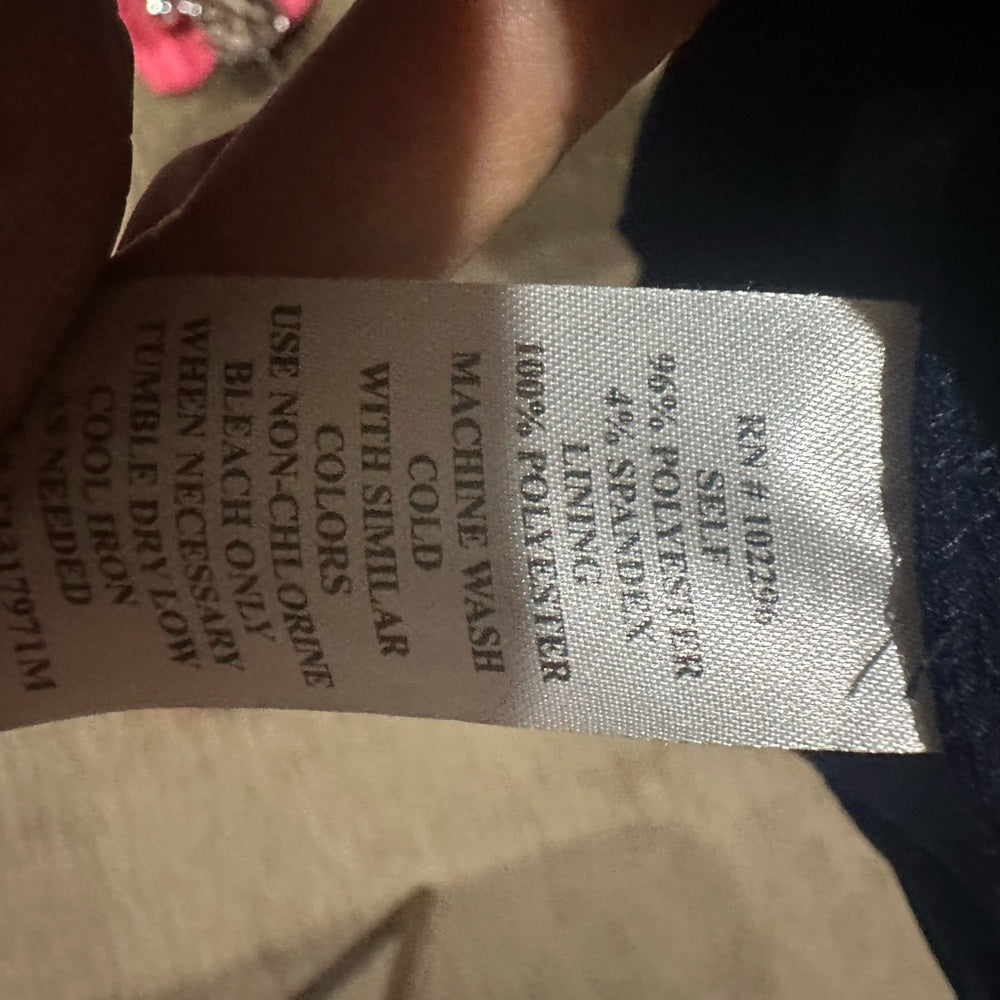 RN # 102296
SELF
96% POLYESTER
4% SPANDEX
LINING
100% POLYESTER
MACHINE WASH
COLD
WITH SIMILAR
COLORS
USE NON-CHLORINE
BLEACH ONLY
WHEN NECESSARY
TUMBLE DRY LOW
COOL IRON
AS NEEDED